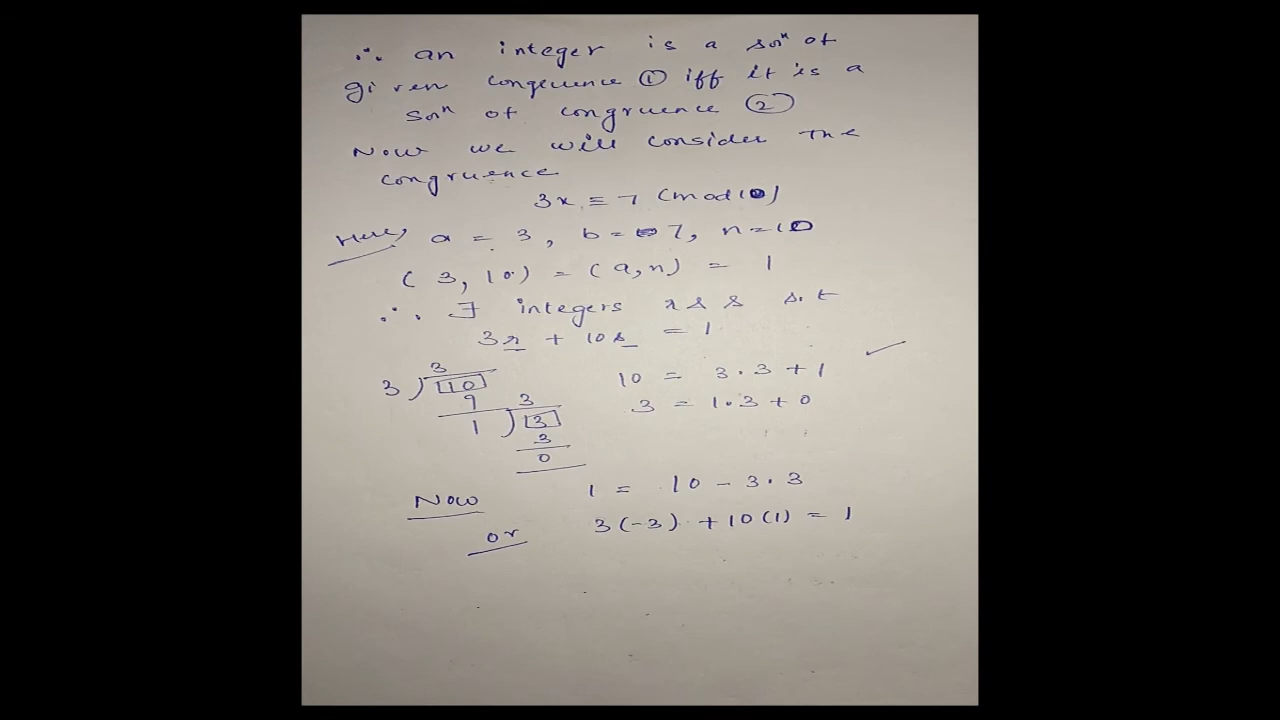 ∴ an integer is a solⁿ of
given congruence ① iff it is a
solⁿ of congruence ②
Now we will consider the
congruence
3x ≡ 7 (mod 10)
Here, a = 3, b = 7, n = 10
(3, 10) = (a, n) = 1
∴ ∃ integers r & s s.t
3r + 10s = 1
3 ) 10 ( 3
9
1 ) 3 ( 3
3
0
10 = 3.3 + 1
3 = 1.3 + 0
Now 1 = 10 - 3.3
or 3(-3) + 10(1) = 1